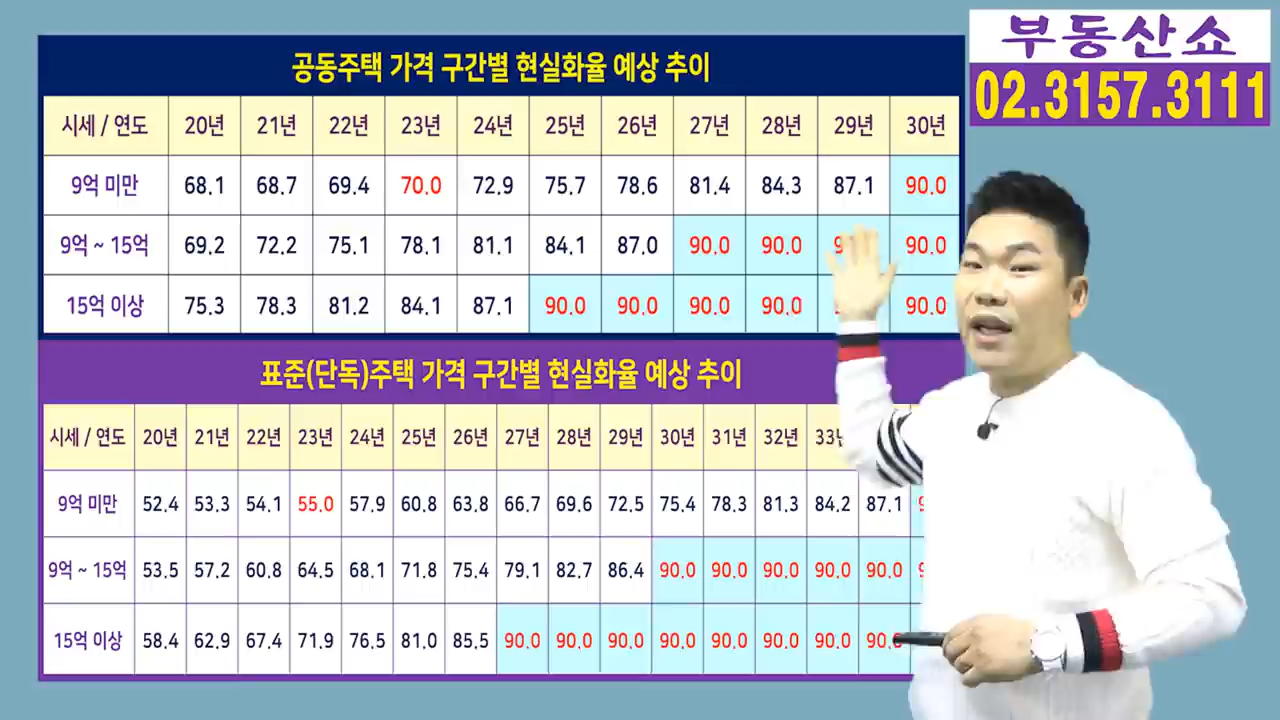 부동산쇼
02.3157.3111
공동주택 가격 구간별 현실화율 예상 추이
시세 / 연도 20년 21년 22년 23년 24년 25년 26년 27년 28년 29년 30년
9억 미만 68.1 68.7 69.4 70.0 72.9 75.7 78.6 81.4 84.3 87.1 90.0
9억 ~ 15억 69.2 72.2 75.1 78.1 81.1 84.1 87.0 90.0 90.0 90.0
15억 이상 75.3 78.3 81.2 84.1 87.1 90.0 90.0 90.0 90.0 90.0
표준(단독)주택 가격 구간별 현실화율 예상 추이
시세 / 연도 20년 21년 22년 23년 24년 25년 26년 27년 28년 29년 30년 31년 32년 33년
9억 미만 52.4 53.3 54.1 55.0 57.9 60.8 63.8 66.7 69.6 72.5 75.4 78.3 81.3 84.2 87.1
9억 ~ 15억 53.5 57.2 60.8 64.5 68.1 71.8 75.4 79.1 82.7 86.4 90.0 90.0 90.0 90.0 90.0
15억 이상 58.4 62.9 67.4 71.9 76.5 81.0 85.5 90.0 90.0 90.0 90.0 90.0 90.0 90.0 90.0